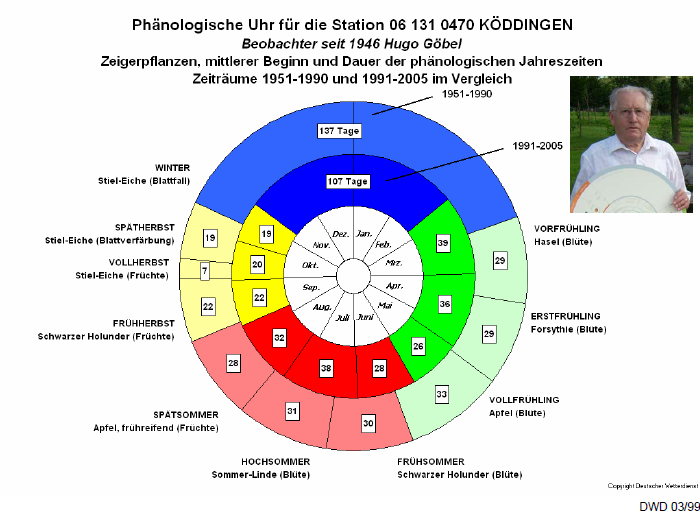 Phänologische Uhr für die Station 06 131 0470 KÖDDINGEN
Beobachter seit 1946 Hugo Göbel
Zeigerpflanzen, mittlerer Beginn und Dauer der phänologischen Jahreszeiten
Zeiträume 1951-1990 und 1991-2005 im Vergleich
1951-1990
137 Tage
1991-2005
107 Tage
WINTER
Stiel-Eiche (Blattfall)
SPÄTHERBST
Stiel-Eiche (Blattverfärbung)
VOLLHERBST
Stiel-Eiche (Früchte)
FRÜHHERBST
Schwarzer Holunder (Früchte)
SPÄTSOMMER
Apfel, frühreifend (Früchte)
HOCHSOMMER
Sommer-Linde (Blüte)
FRÜHSOMMER
Schwarzer Holunder (Blüte)
VOLLFRÜHLING
Apfel (Blüte)
ERSTFRÜHLING
Forsythie (Blüte)
VORFRÜHLING
Hasel (Blüte)
19
7
22
28
31
30
33
29
29
19
20
22
32
38
28
26
36
39
Jan.
Feb.
Mrz.
Apr.
Mai
Juni
Juli
Aug.
Sep.
Okt.
Nov.
Dez.
Copyright Deutscher Wetterdienst
DWD 03/99